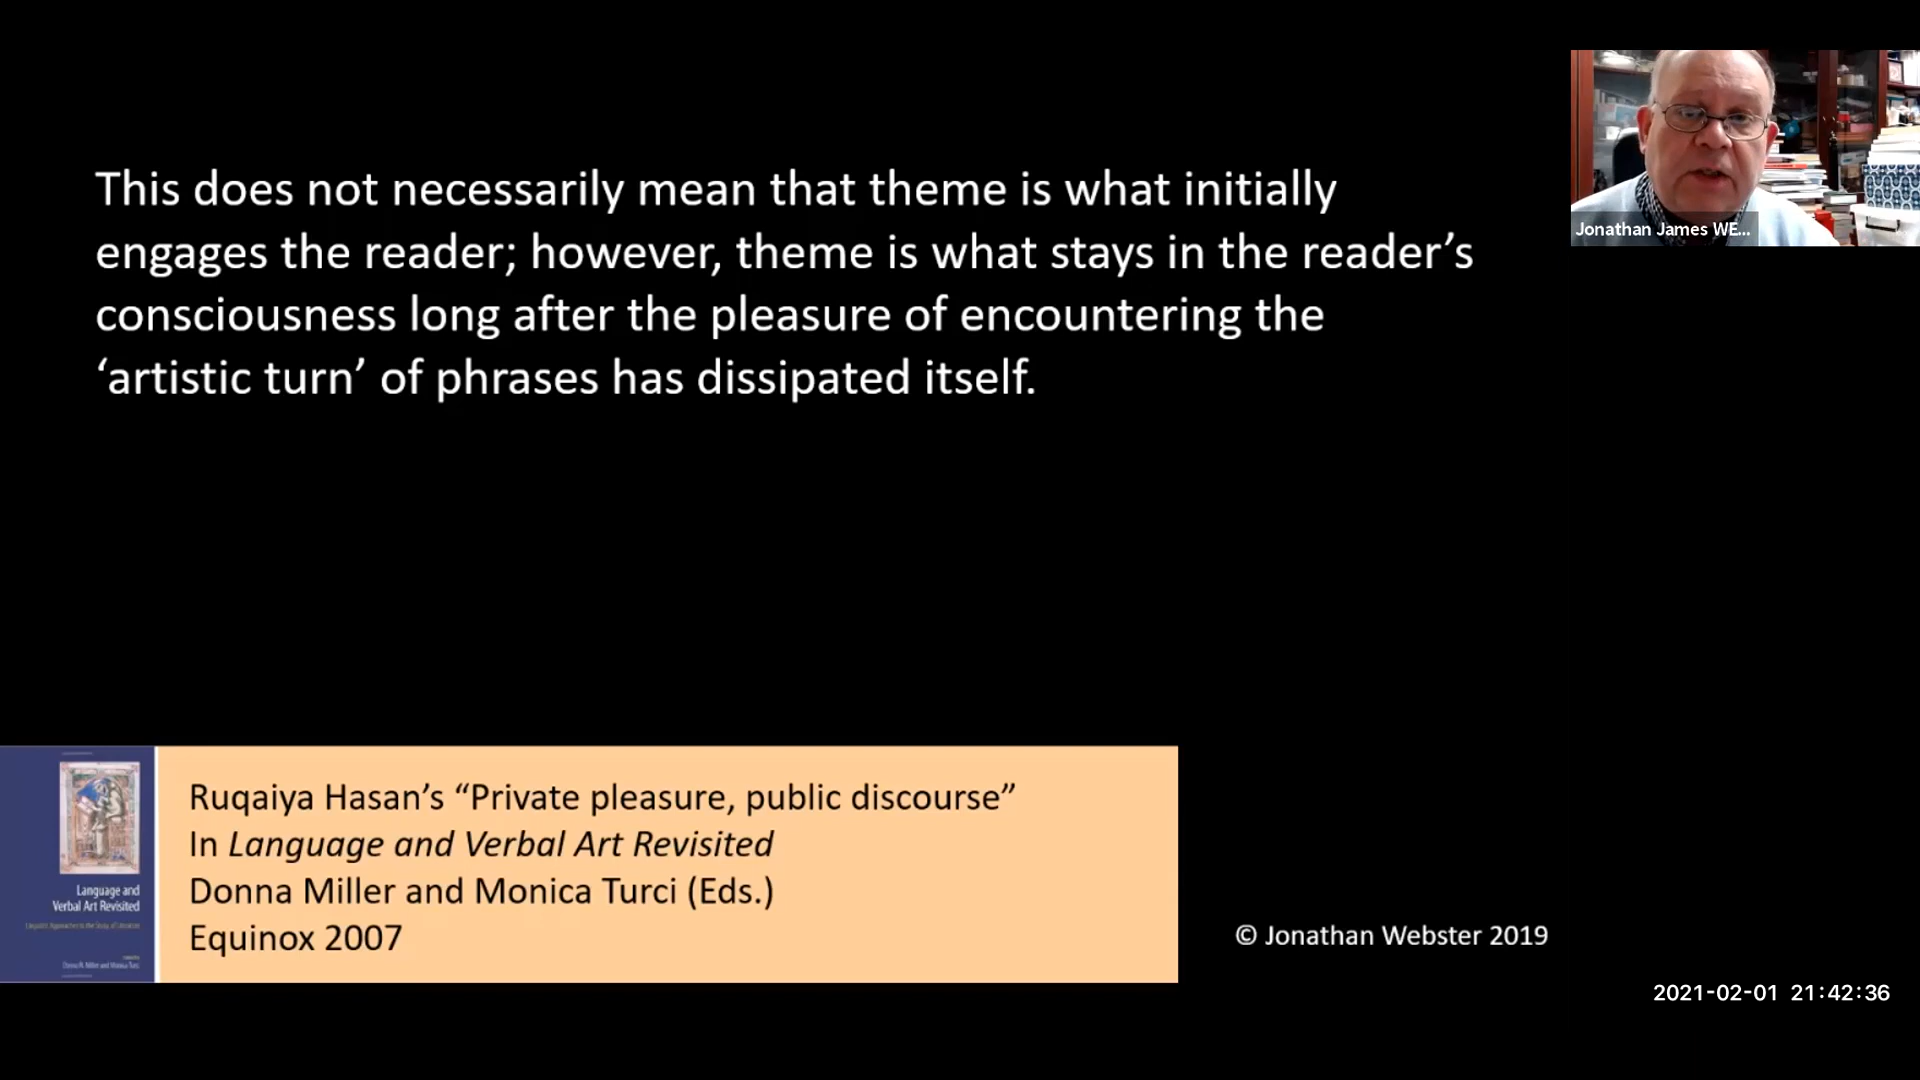 This does not necessarily mean that theme is what initially
engages the reader; however, theme is what stays in the reader’s
consciousness long after the pleasure of encountering the
‘artistic turn’ of phrases has dissipated itself.
Jonathan James WE...
Language and
Verbal Art Revisited
Ruqaiya Hasan’s “Private pleasure, public discourse”
In Language and Verbal Art Revisited
Donna Miller and Monica Turci (Eds.)
Equinox 2007
© Jonathan Webster 2019
2021-02-01 21:42:36